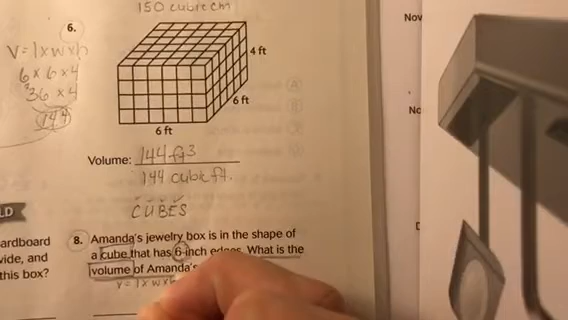 150 cubic cm
6.
V = l x w x h
6 x 6 x 4
36 x 4
144
4 ft
6 ft
6 ft
Volume: 144 ft3
144 cubic ft.
CUBES
LD
ardboard
vide, and
this box?
8. Amanda's jewelry box is in the shape of
a cube that has 6-inch edges. What is the
volume of Amanda's
V = l x w x h
Nov
No